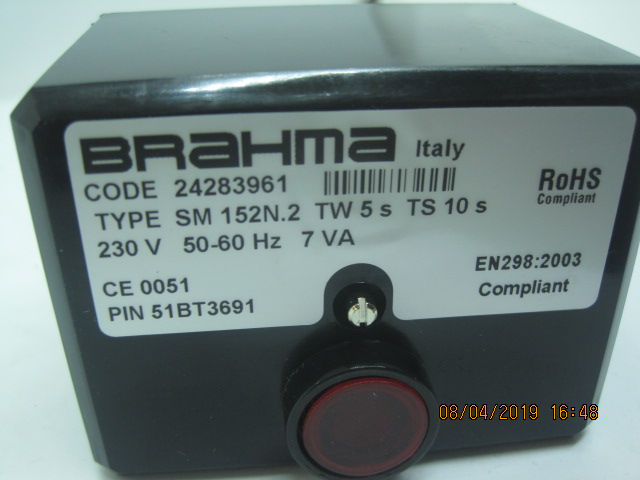 BRAHMA Italy
CODE 24283961
RoHS
Compliant
TYPE SM 152N.2 TW 5 s TS 10 s
230 V 50-60 Hz 7 VA
EN298:2003
Compliant
CE 0051
PIN 51BT3691
08/04/2019 16:48